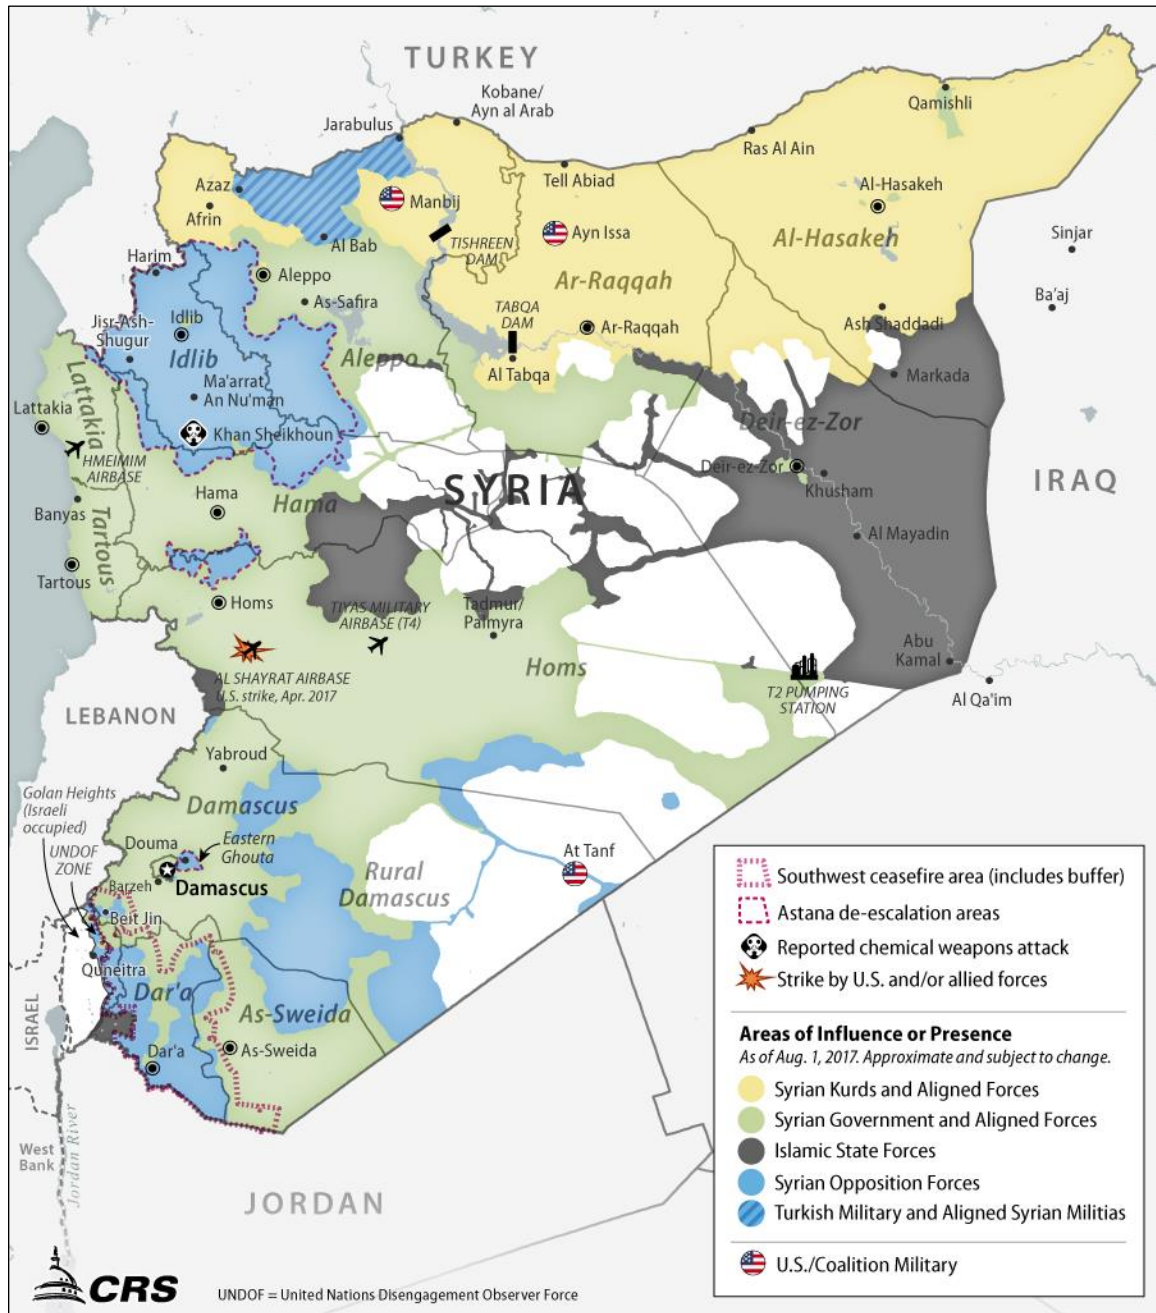 TURKEY
Kobane/
Ayn al Arab
Qamishli
Jarabulus
Ras Al Ain
Tell Abiad
Azaz
Manbij
Al-Hasakeh
Afrin
Ayn Issa
Al-Hasakeh
Sinjar
Al Bab
TISHREEN
DAM
Harim
Aleppo
Ar-Raqqah
As-Safira
TABQA
DAM
Ba'aj
Jisr-Ash-
Shugur
Idlib
Ar-Raqqah
Ash Shaddadi
Idlib
Aleppo
Al Tabqa
Markada
Lattakia
Ma'arrat
An Nu'man
Lattakia
Deir-ez-Zor
Khan Sheikhoun
HMEIMIM
AIRBASE
Deir-ez-Zor
SYRIA
IRAQ
Khusham
Hama
Hama
Banyas
Tartous
Al Mayadin
Tartous
Homs
TIYAS MILITARY
AIRBASE (T4)
Tadmur/
Palmyra
Abu
Kamal
Homs
AL SHAYRAT AIRBASE
U.S. strike, Apr. 2017
T2 PUMPING
STATION
Al Qa'im
LEBANON
Yabroud
Golan Heights
(Israeli
occupied)
Damascus
UNDOF
ZONE
Douma
Eastern
Ghouta
At Tanf
Barzeh
Damascus
Rural
Damascus
Beit Jin
Quneitra
Dar'a
As-Sweida
ISRAEL
Dar'a
As-Sweida
West
Bank
Jordan River
JORDAN
Southwest ceasefire area (includes buffer)
Astana de-escalation areas
Reported chemical weapons attack
Strike by U.S. and/or allied forces
Areas of Influence or Presence
As of Aug. 1, 2017. Approximate and subject to change.
Syrian Kurds and Aligned Forces
Syrian Government and Aligned Forces
Islamic State Forces
Syrian Opposition Forces
Turkish Military and Aligned Syrian Militias
U.S./Coalition Military
CRS
UNDOF = United Nations Disengagement Observer Force